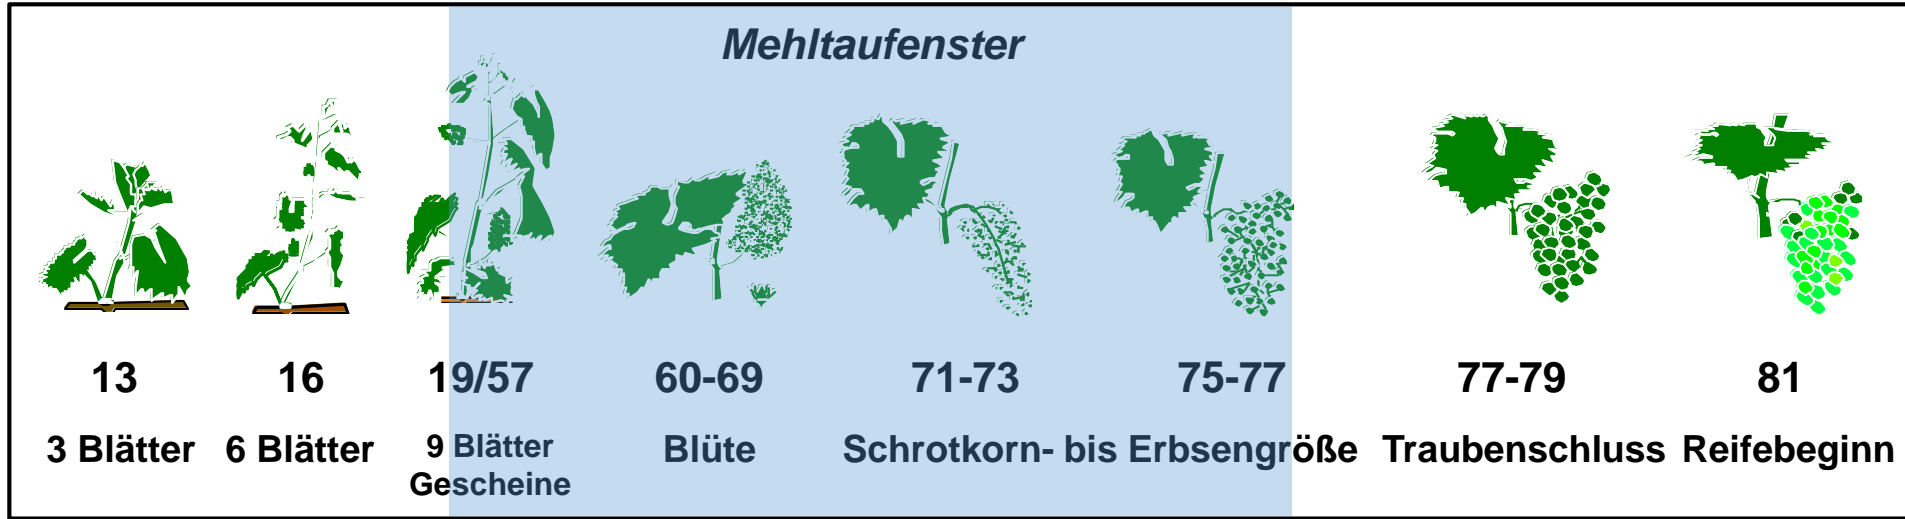 Mehltaufenster
13 16 19/57 60-69 71-73 75-77 77-79 81
3 Blätter 6 Blätter 9 Blätter Blüte Schrotkorn- bis Erbsengröße Traubenschluss Reifebeginn
Gescheine